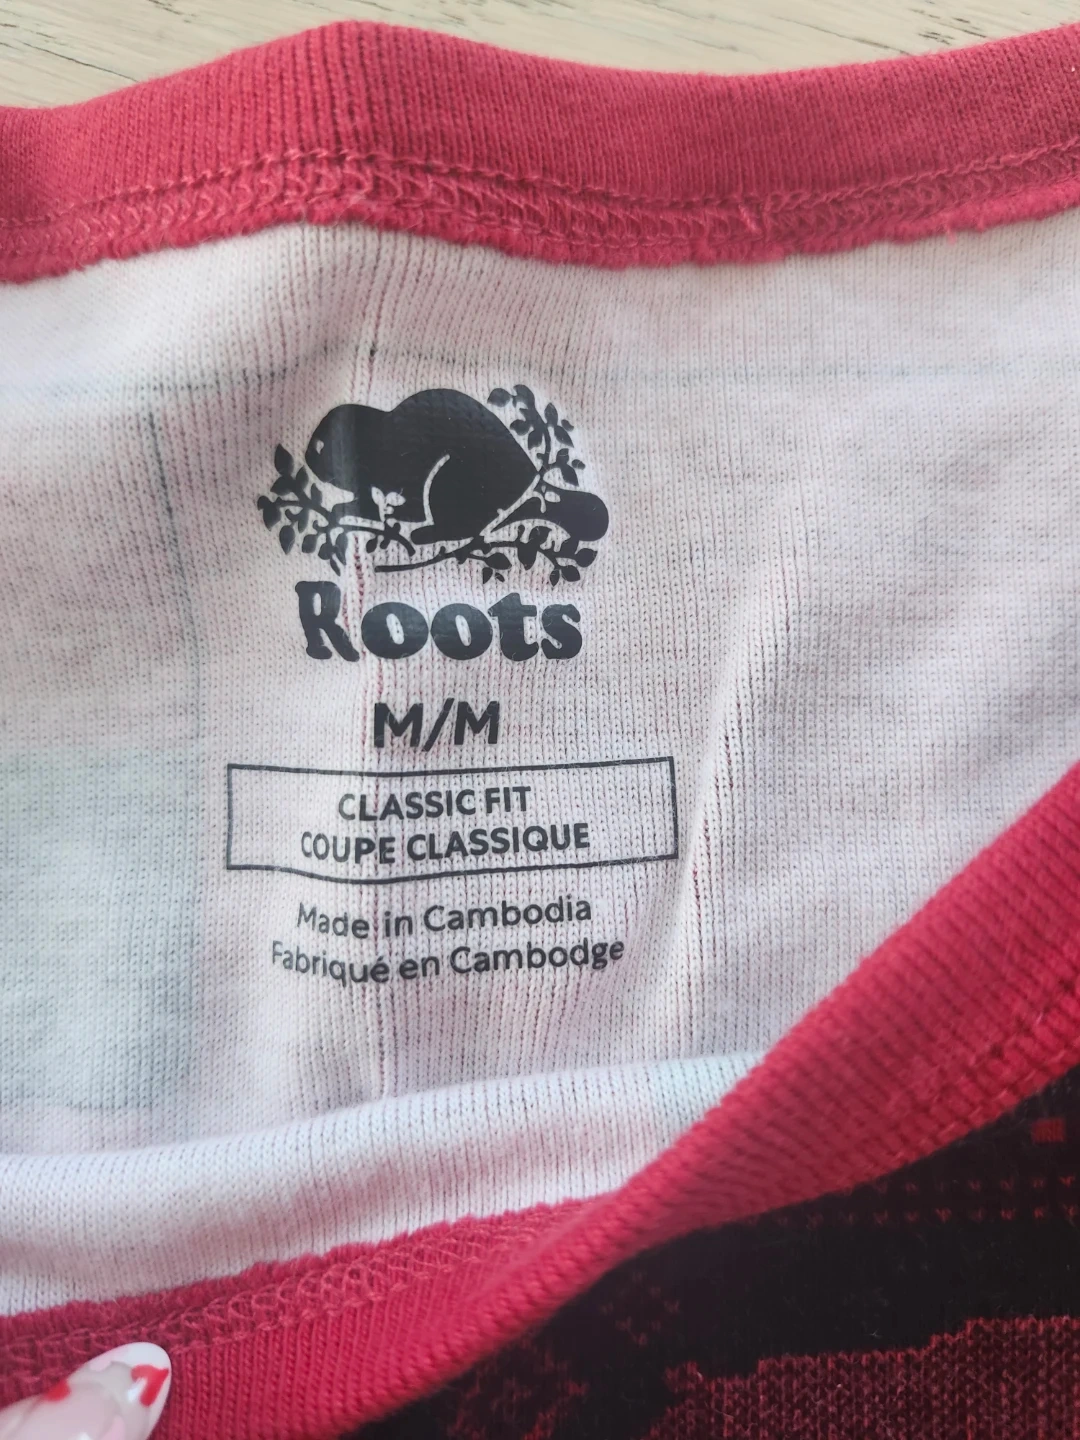 Roots
M/M
CLASSIC FIT
COUPE CLASSIQUE
Made in Cambodia
Fabriqué en Cambodge